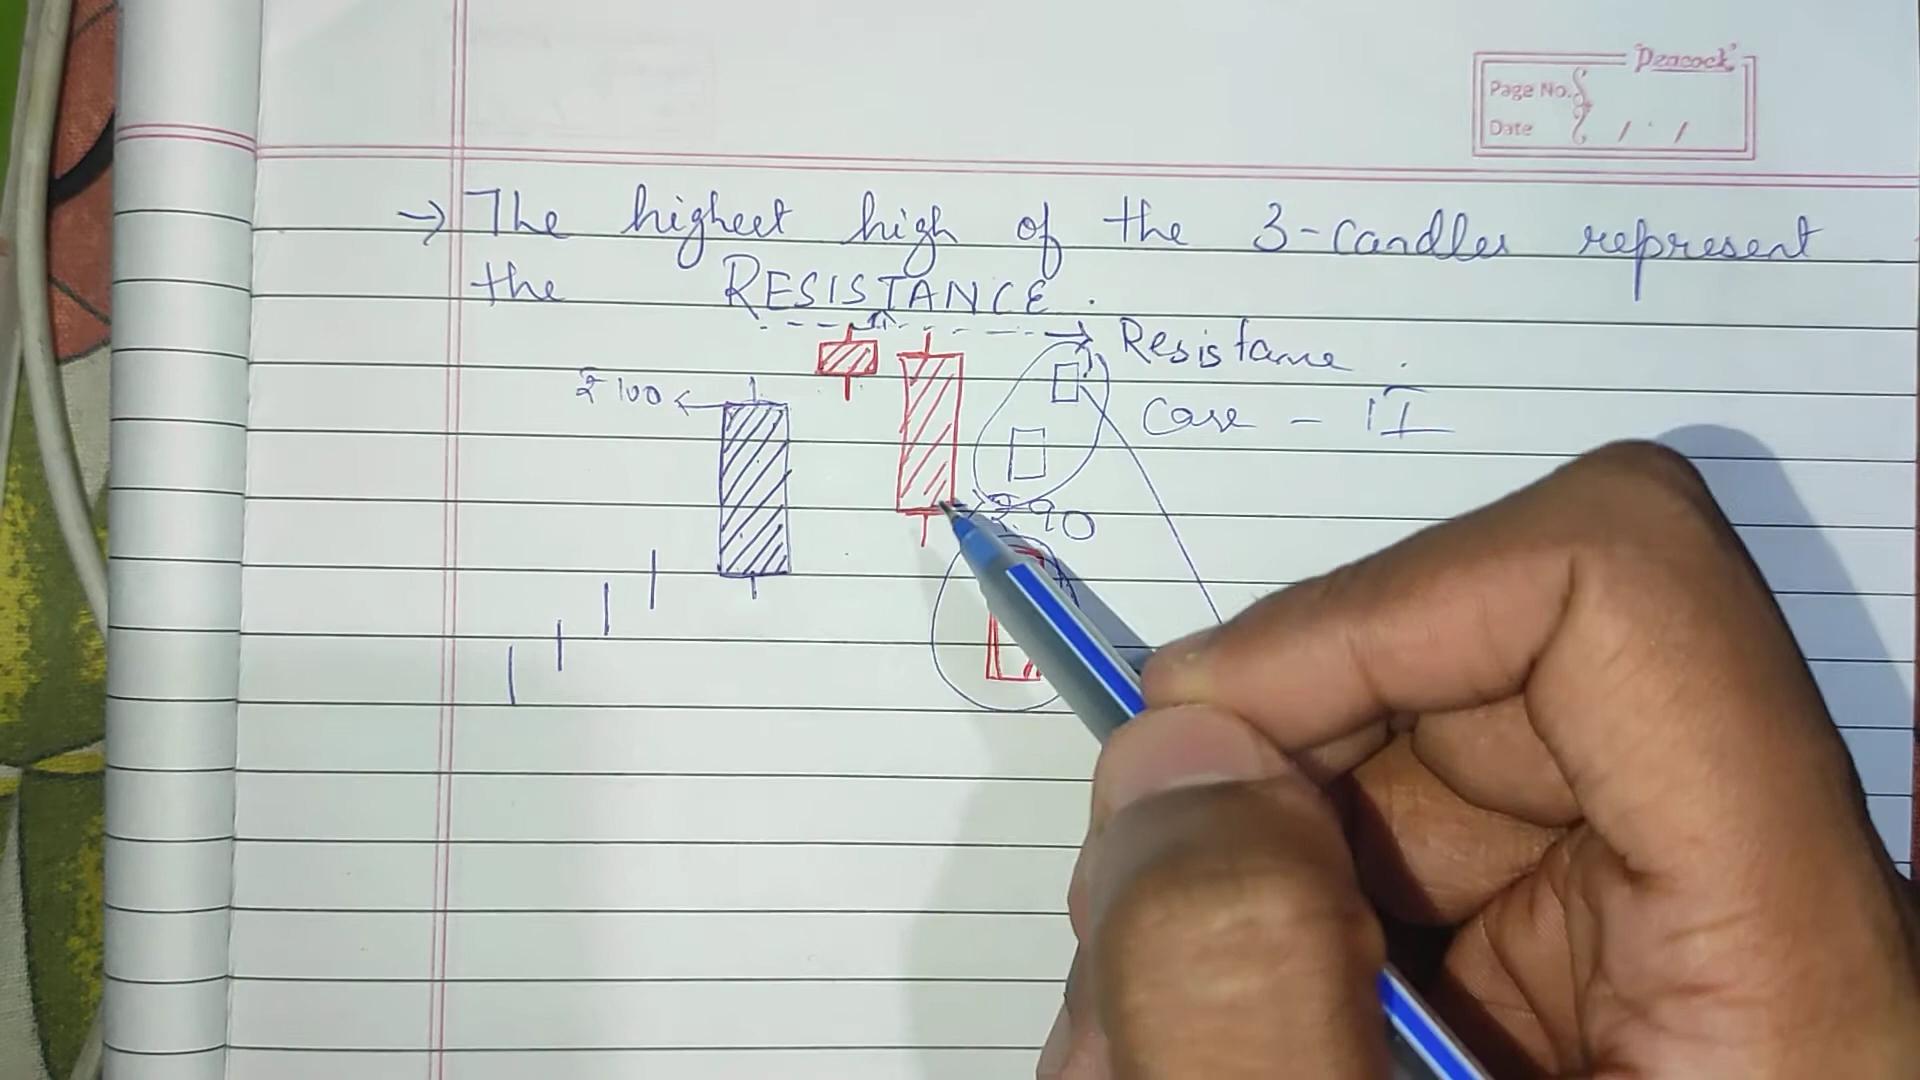 "Peacock"
Page No.
Date / /
→ The highest high of the 3-candles represent
the RESISTANCE.
Resistance.
₹ 100
Case - II
₹90